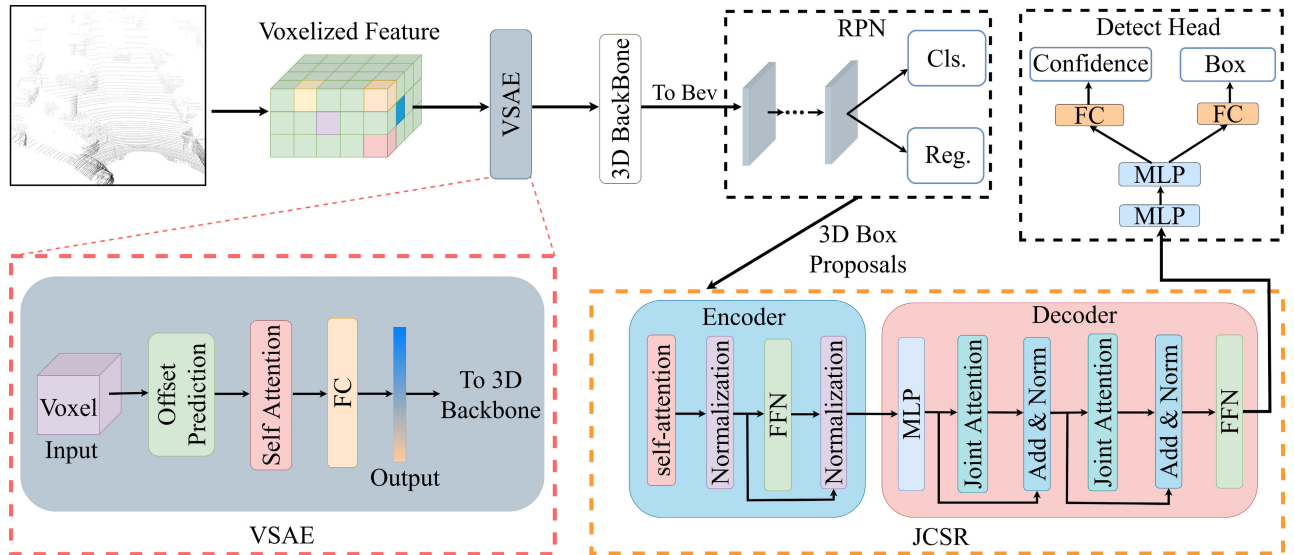 Voxelized Feature
VSAE
3D BackBone
To Bev
RPN
Cls.
Reg.
Detect Head
Confidence
Box
FC
FC
MLP
MLP
3D Box
Proposals
Voxel
Input
Offset
Prediction
Self Attention
FC
Output
To 3D
Backbone
VSAE
Encoder
self-attention
Normalization
FFN
Normalization
Decoder
MLP
Joint Attention
Add & Norm
Joint Attention
Add & Norm
FFN
JCSR